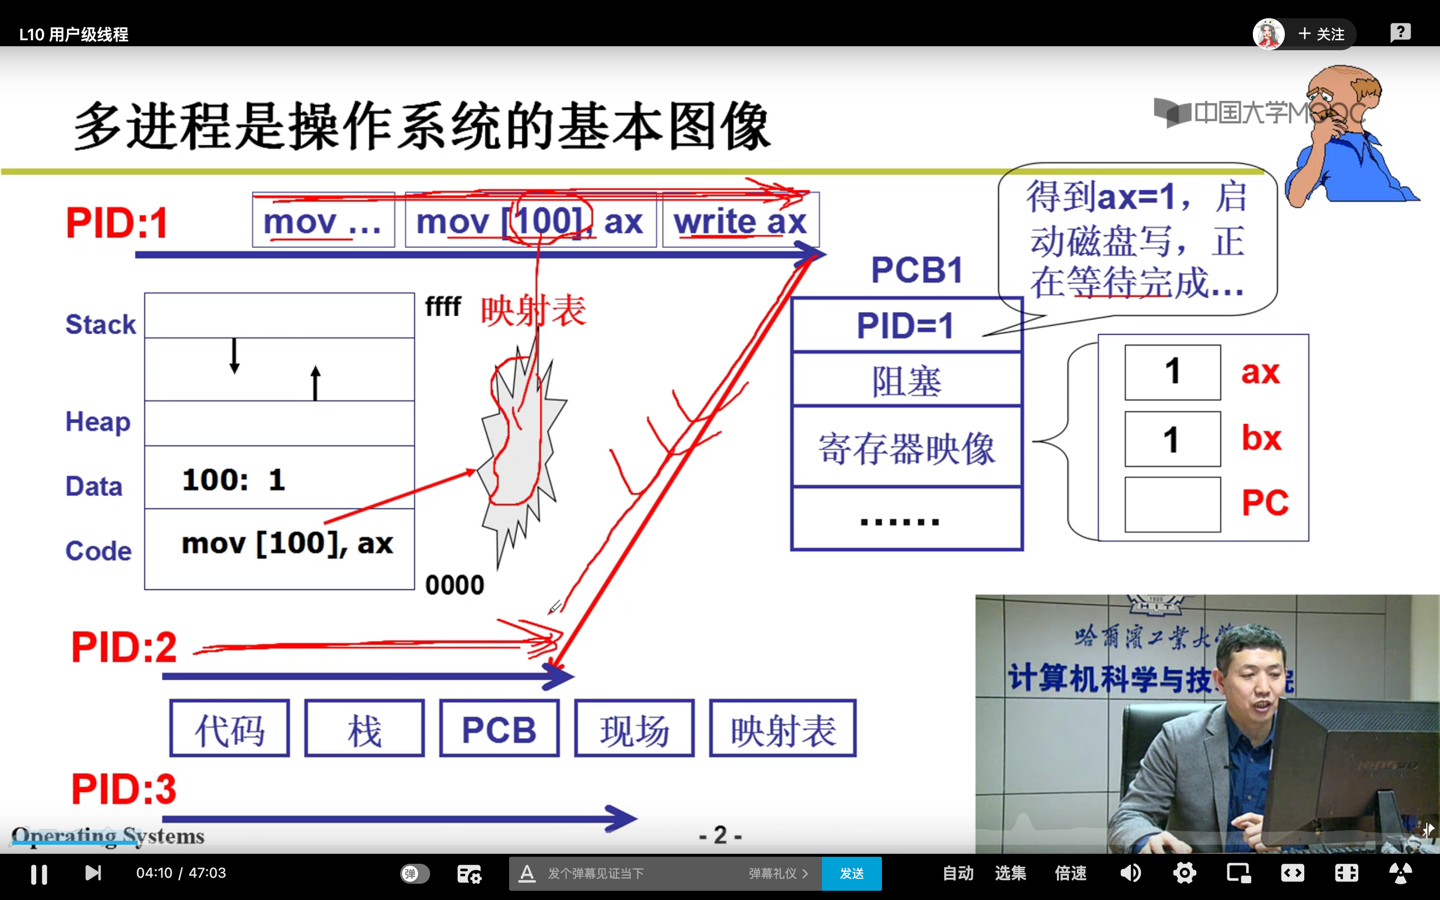 L10 用户级线程
关注
多进程是操作系统的基本图像
中国大学MOOC
PID:1
mov ...
mov [100], ax
write ax
得到ax=1，启
动磁盘写，正
在等待完成...
PCB1
PID=1
阻塞
寄存器映像
......
1 ax
1 bx
PC
Stack
Heap
Data
Code
100: 1
mov [100], ax
ffff
0000
映射表
PID:2
代码
栈
PCB
现场
映射表
PID:3
Operating Systems
- 2 -
1920
HIT
哈爾濱工業大學
计算机科学与技
院
lenovo
04:10 / 47:03
弹
发个弹幕见证当下
弹幕礼仪
发送
自动
选集
倍速